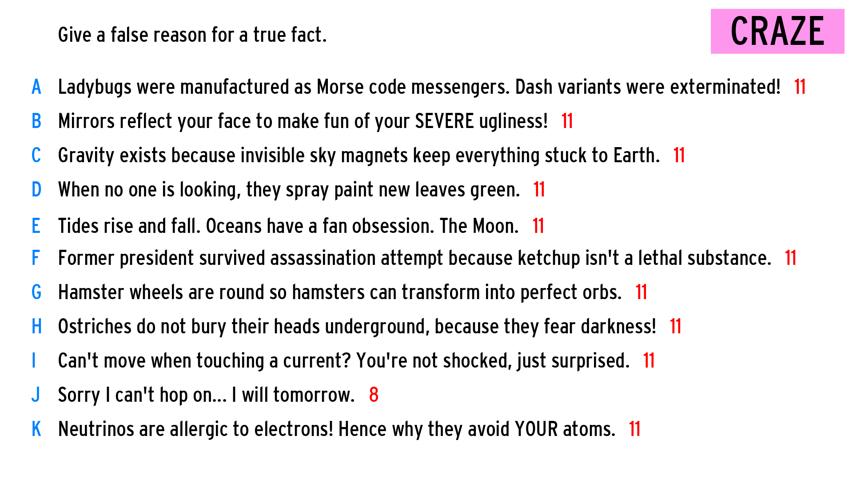 Give a false reason for a true fact.
CRAZE
A Ladybugs were manufactured as Morse code messengers. Dash variants were exterminated! 11
B Mirrors reflect your face to make fun of your SEVERE ugliness! 11
C Gravity exists because invisible sky magnets keep everything stuck to Earth. 11
D When no one is looking, they spray paint new leaves green. 11
E Tides rise and fall. Oceans have a fan obsession. The Moon. 11
F Former president survived assassination attempt because ketchup isn't a lethal substance. 11
G Hamster wheels are round so hamsters can transform into perfect orbs. 11
H Ostriches do not bury their heads underground, because they fear darkness! 11
I Can't move when touching a current? You're not shocked, just surprised. 11
J Sorry I can't hop on... I will tomorrow. 8
K Neutrinos are allergic to electrons! Hence why they avoid YOUR atoms. 11